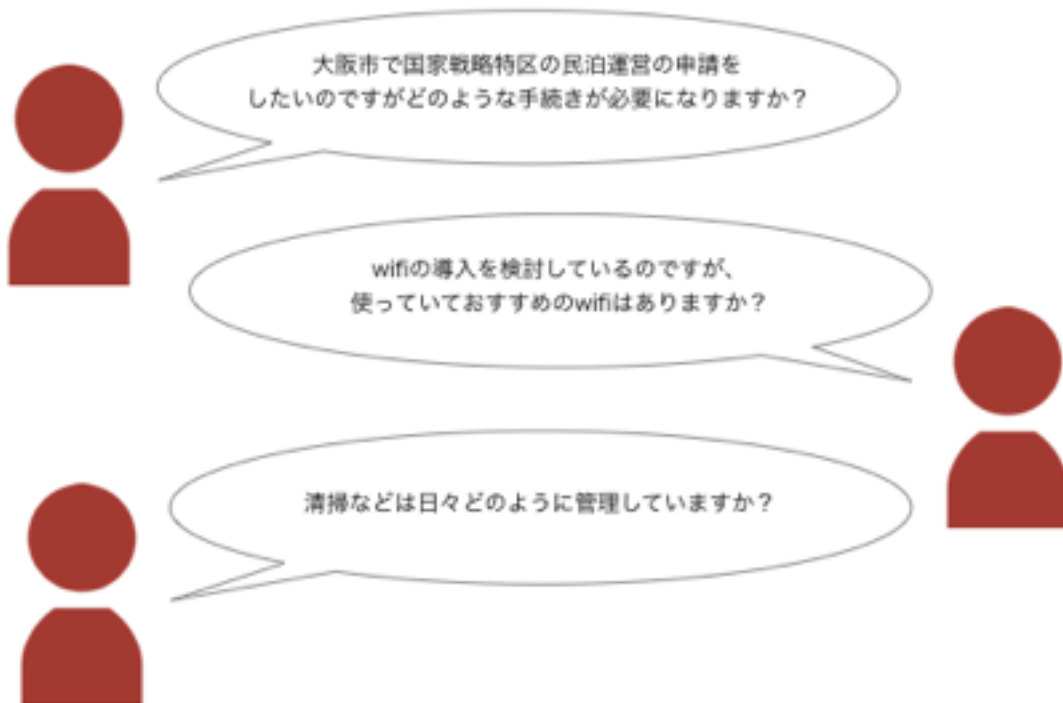 大阪市で国家戦略特区の民泊運営の申請を
したいのですがどのような手続きが必要になりますか？
wifiの導入を検討しているのですが、
使っていておすすめのwifiはありますか？
清掃などは日々どのように管理していますか？